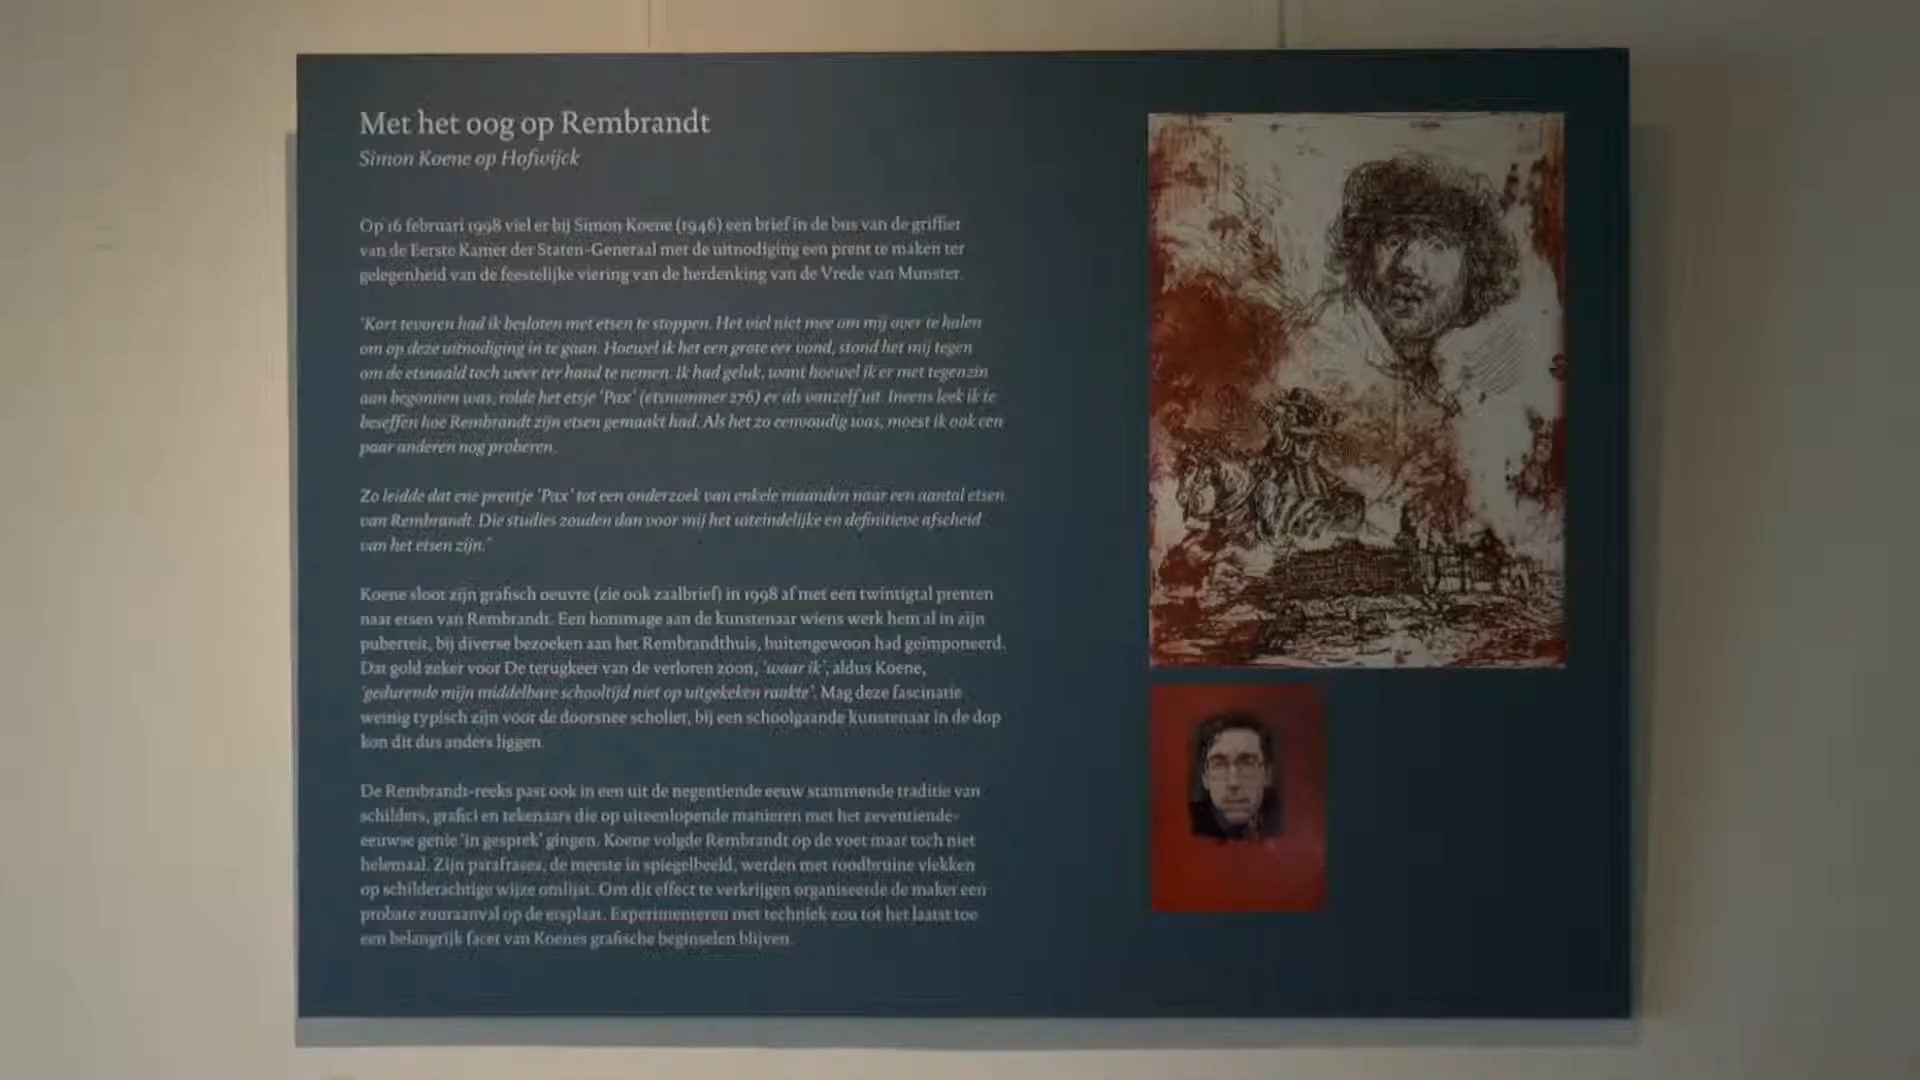 Met het oog op Rembrandt
Simon Koene op Hofwijck
Op 16 februari 1998 viel er bij Simon Koene (1946) een brief in de bus van de griffier
van de Eerste Kamer der Staten-Generaal met de uitnodiging een prent te maken ter
gelegenheid van de feestelijke viering van de herdenking van de Vrede van Munster.
'Kort tevoren had ik besloten met etsen te stoppen. Het viel niet mee om mij over te halen
om op deze uitnodiging in te gaan. Hoewel ik het een grote eer vond, stond het mij tegen
om de etsnaald toch weer ter hand te nemen. Ik had geluk, want hoewel ik er met tegenzin
aan begonnen was, rolde het etsje 'Pax' (etsnummer 276) er als vanzelf uit. Ineens leek ik te
beseffen hoe Rembrandt zijn etsen gemaakt had. Als het zo eenvoudig was, moest ik ook een
paar anderen nog proberen.
Zo leidde dat ene prentje 'Pax' tot een onderzoek van enkele maanden naar een aantal etsen
van Rembrandt. Die studies zouden dan voor mij het uiteindelijke en definitieve afscheid
van het etsen zijn.'
Koene sloot zijn grafisch oeuvre (zie ook zaalbrief) in 1998 af met een twintigtal prenten
naar etsen van Rembrandt. Een hommage aan de kunstenaar wiens werk hem al in zijn
puberteit, bij diverse bezoeken aan het Rembrandthuis, buitengewoon had geïmponeerd.
Dat gold zeker voor De terugkeer van de verloren zoon, 'waar ik', aldus Koene,
'gedurende mijn middelbare schooltijd niet op uitgekeken raakte'. Mag deze fascinatie
weinig typisch zijn voor de doorsnee scholier, bij een schoolgaande kunstenaar in de dop
kon dit dus anders liggen.
De Rembrandt-reeks past ook in een uit de negentiende eeuw stammende traditie van
schilders, grafici en tekenaars die op uiteenlopende manieren met het zeventiende-
eeuwse genie 'in gesprek' gingen. Koene volgde Rembrandt op de voet maar toch niet
helemaal. Zijn parafrases, de meeste in spiegelbeeld, werden met roodbruine vlekken
op schilderachtige wijze omlijst. Om dit effect te verkrijgen organiseerde de maker een
probate zuuraanval op de etsplaat. Experimenteren met techniek zou tot het laatst toe
een belangrijk facet van Koenes grafische beginselen blijven.